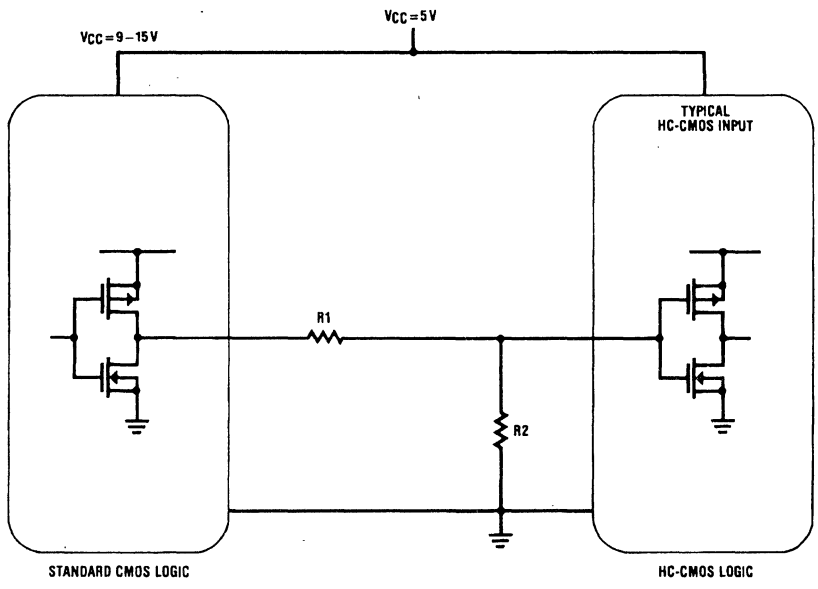 VCC=5V
VCC=9-15V
TYPICAL
HC-CMOS INPUT
R1
R2
STANDARD CMOS LOGIC
HC-CMOS LOGIC